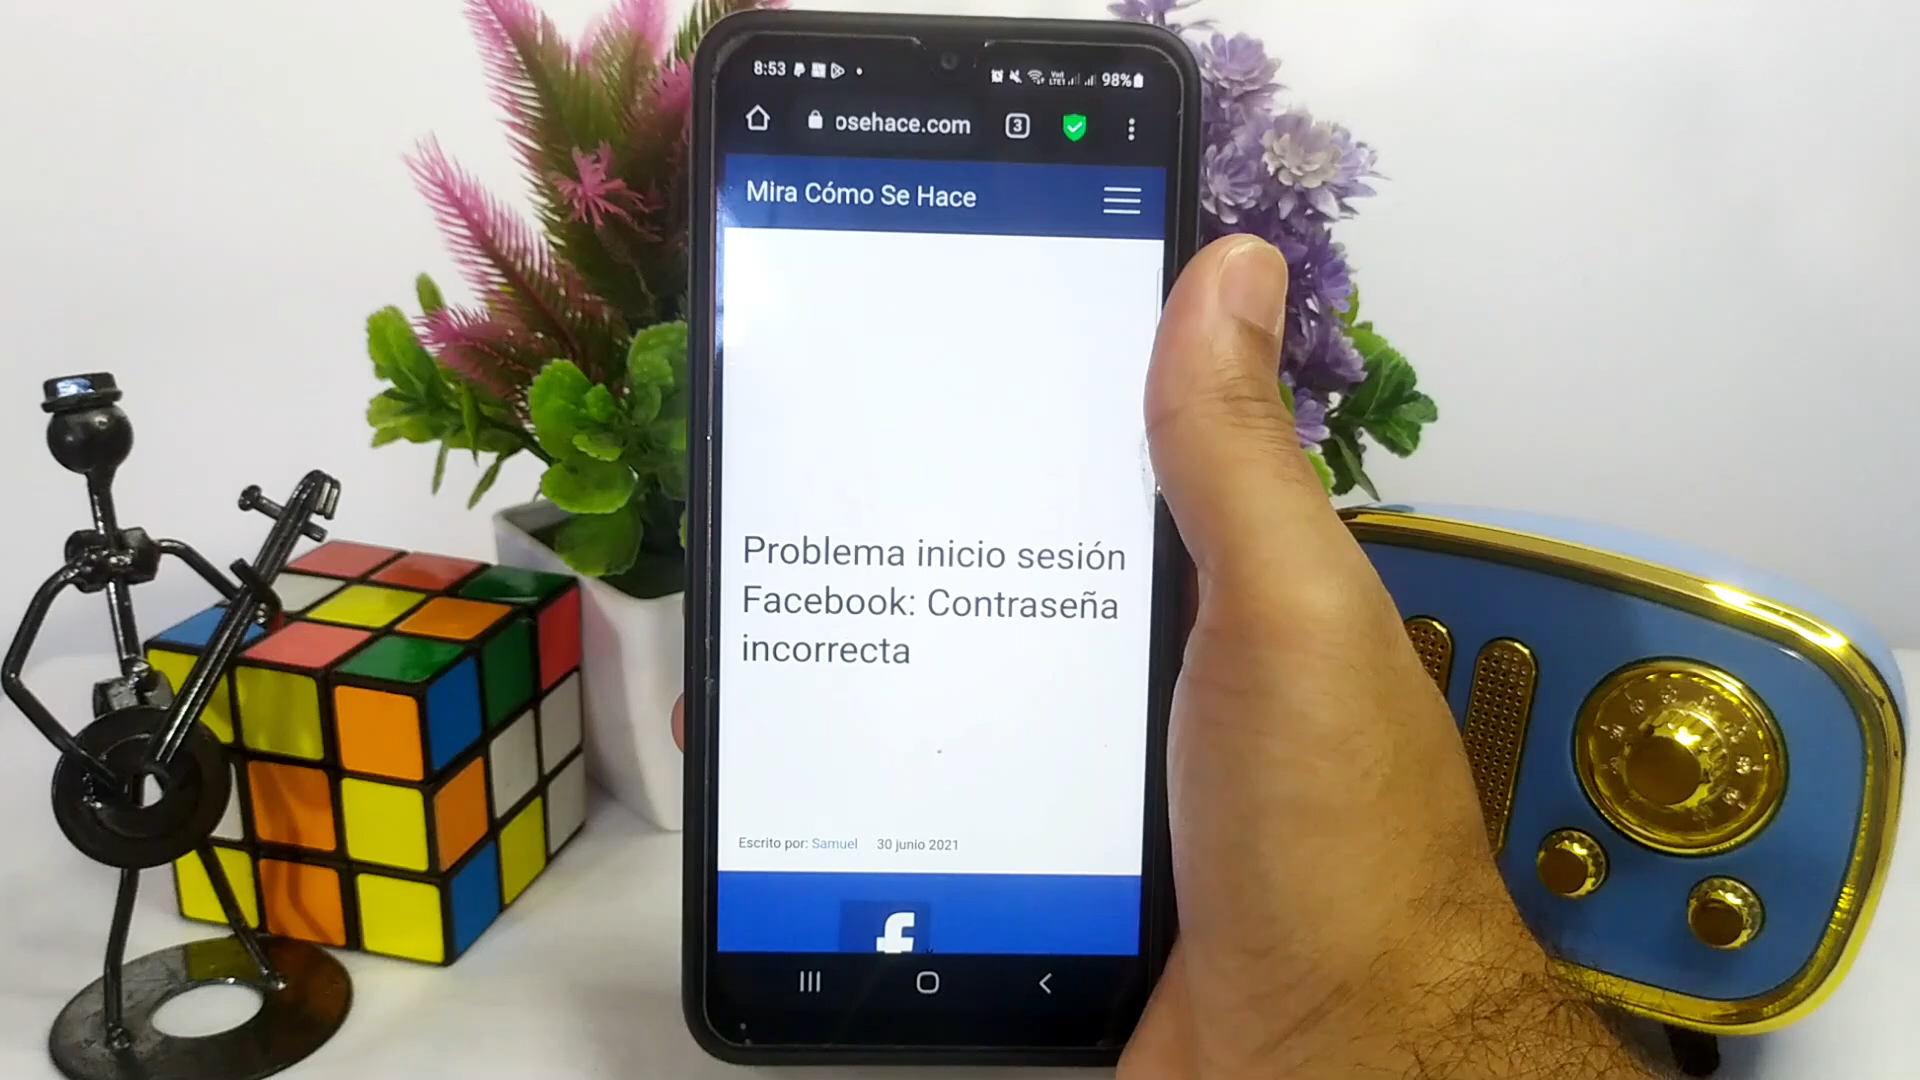 8:53
98%
osehace.com
3
Mira Cómo Se Hace
Problema inicio sesión
Facebook: Contraseña
incorrecta
Escrito por: Samuel 30 junio 2021
f